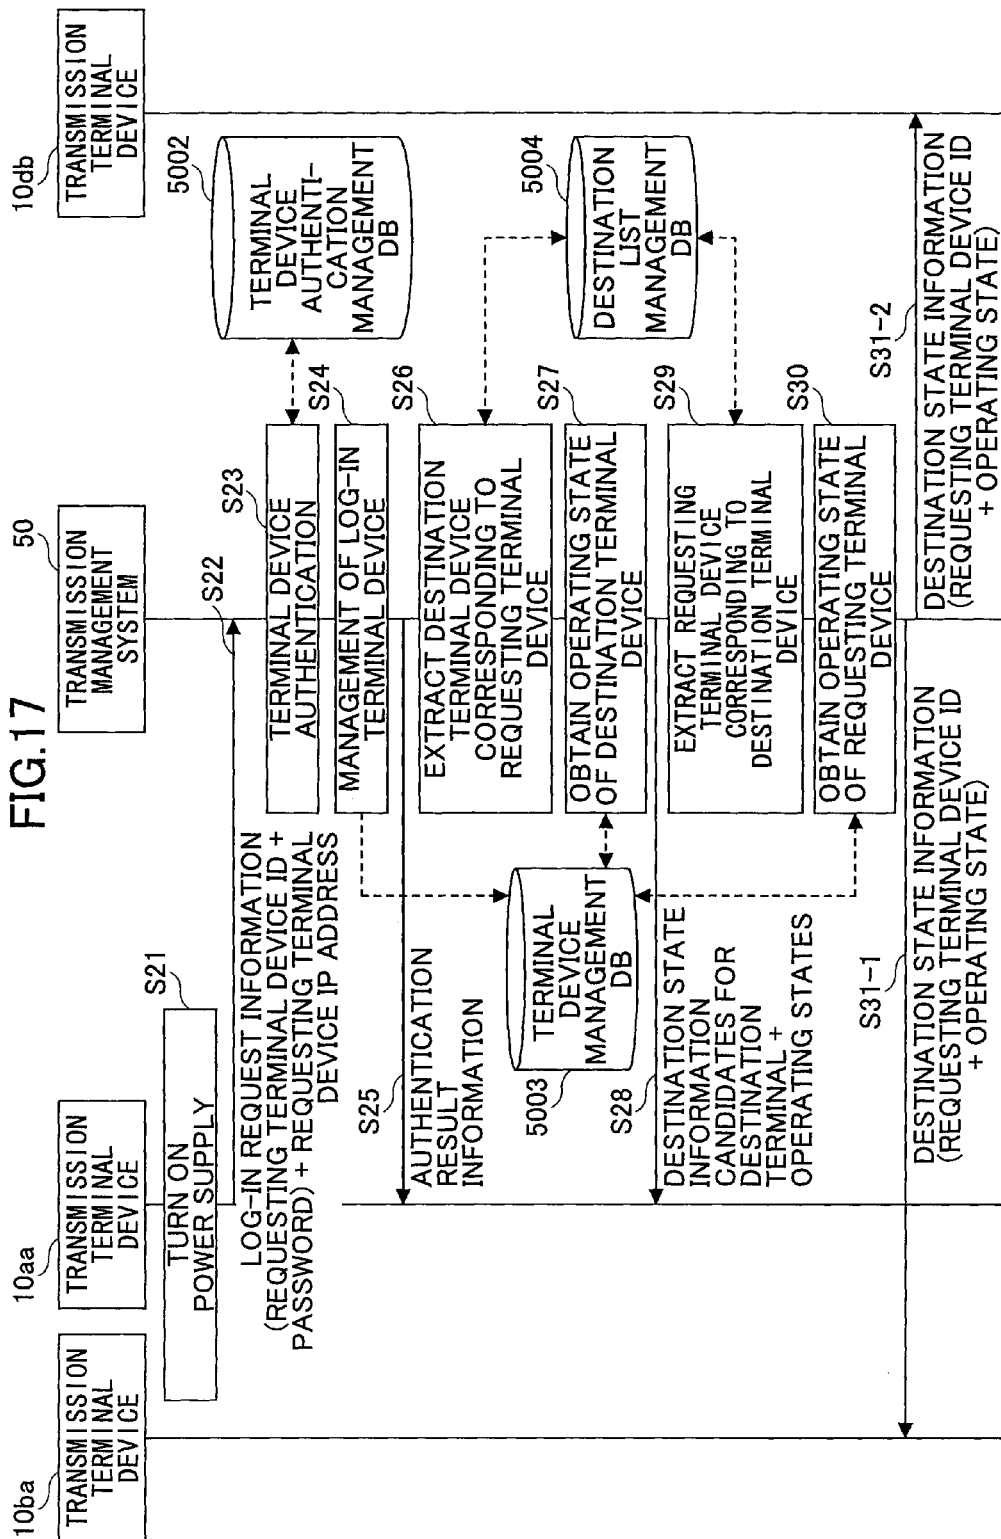 FIG.17
10ba
TRANSMISSION
TERMINAL
DEVICE
10aa
TRANSMISSION
TERMINAL
DEVICE
50
TRANSMISSION
MANAGEMENT
SYSTEM
10db
TRANSMISSION
TERMINAL
DEVICE
S21
TURN ON
POWER SUPPLY
S22
LOG-IN REQUEST INFORMATION
(REQUESTING TERMINAL DEVICE ID +
PASSWORD) + REQUESTING TERMINAL
DEVICE IP ADDRESS
S23
TERMINAL DEVICE
AUTHENTICATION
5002
TERMINAL
DEVICE
AUTHENTI-
CATION
MANAGEMENT
DB
S24
MANAGEMENT OF LOG-IN
TERMINAL DEVICE
S25
AUTHENTICATION
RESULT
INFORMATION
S26
EXTRACT DESTINATION
TERMINAL DEVICE
CORRESPONDING TO
REQUESTING TERMINAL
DEVICE
5004
DESTINATION
LIST
MANAGEMENT
DB
5003
TERMINAL
DEVICE
MANAGEMENT
DB
S27
OBTAIN OPERATING STATE
OF DESTINATION TERMINAL
DEVICE
S28
DESTINATION STATE
INFORMATION
CANDIDATES FOR
DESTINATION
TERMINAL +
OPERATING STATES
S29
EXTRACT REQUESTING
TERMINAL DEVICE
CORRESPONDING TO
DESTINATION TERMINAL
DEVICE
S30
OBTAIN OPERATING STATE
OF REQUESTING TERMINAL
DEVICE
S31-1
DESTINATION STATE INFORMATION
(REQUESTING TERMINAL DEVICE ID
+ OPERATING STATE)
S31-2
DESTINATION STATE INFORMATION
(REQUESTING TERMINAL DEVICE ID
+ OPERATING STATE)